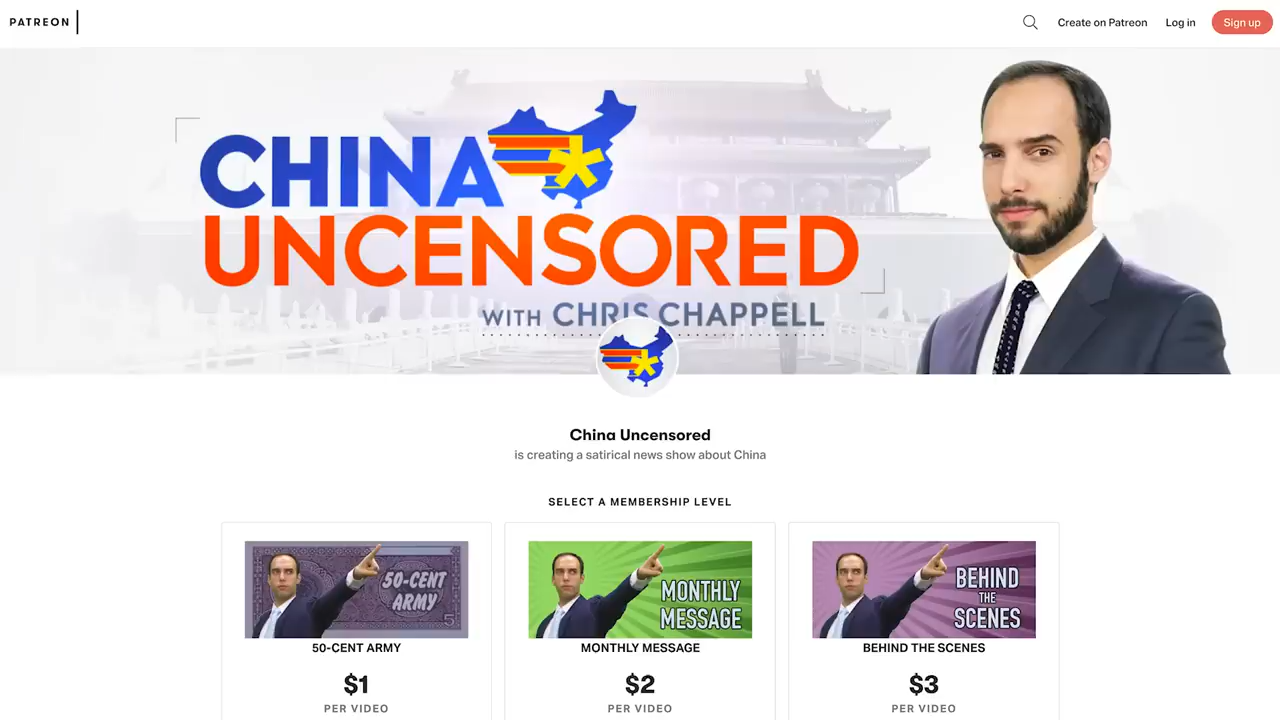 PATREON
Create on Patreon
Log in
Sign up
CHINA
UNCENSORED
WITH CHRIS CHAPPELL
China Uncensored
is creating a satirical news show about China
SELECT A MEMBERSHIP LEVEL
50-CENT
ARMY
5
50-CENT ARMY
$1
PER VIDEO
MONTHLY
MESSAGE
MONTHLY MESSAGE
$2
PER VIDEO
BEHIND
THE
SCENES
BEHIND THE SCENES
$3
PER VIDEO